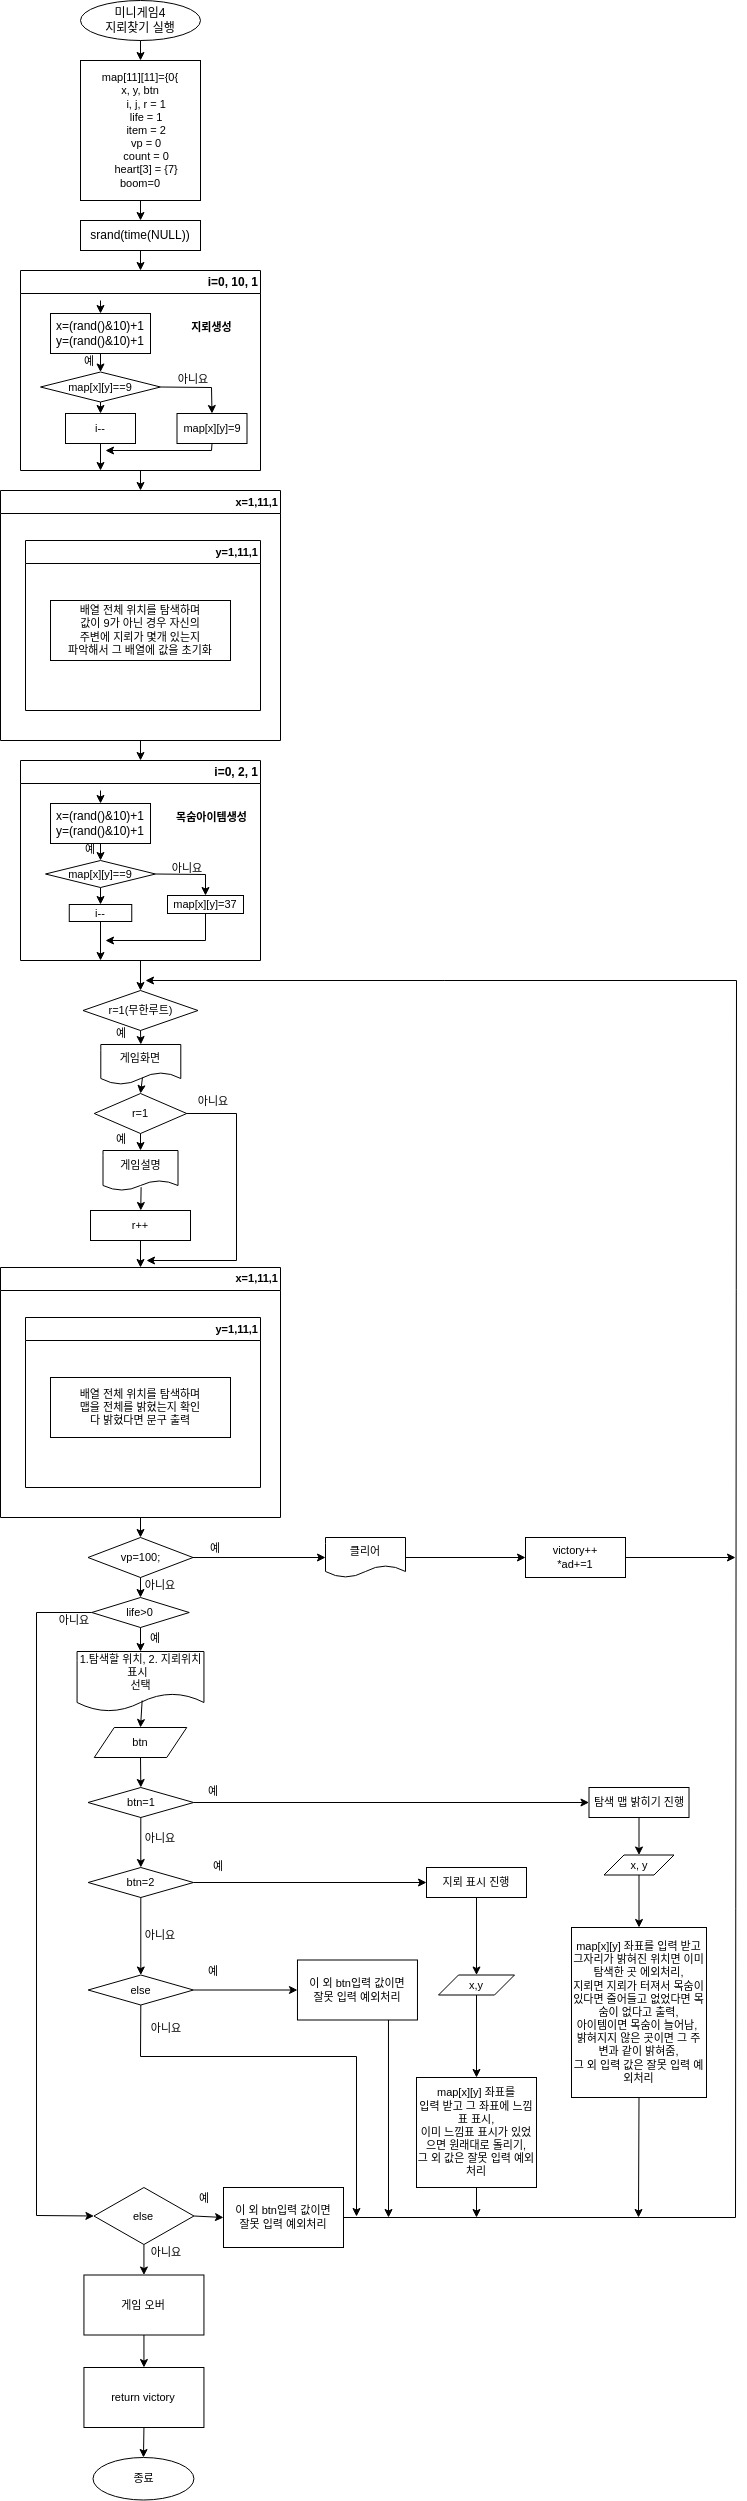 미니게임4
지뢰찾기 실행
map[11][11]={0{
x, y, btn
i, j, r = 1
life = 1
item = 2
vp = 0
count = 0
heart[3] = {7}
boom=0
srand(time(NULL))
i=0, 10, 1
x=(rand()&10)+1
y=(rand()&10)+1
지뢰생성
예
map[x][y]==9
아니요
i--
map[x][y]=9
x=1,11,1
y=1,11,1
배열 전체 위치를 탐색하며
값이 9가 아닌 경우 자신의
주변에 지뢰가 몇개 있는지
파악해서 그 배열에 값을 초기화
i=0, 2, 1
x=(rand()&10)+1
y=(rand()&10)+1
목숨아이템생성
예
map[x][y]==9
아니요
i--
map[x][y]=37
r=1(무한루트)
예
게임화면
r=1
아니요
예
게임설명
r++
x=1,11,1
y=1,11,1
배열 전체 위치를 탐색하며
맵을 전체를 밝혔는지 확인
다 밝혔다면 문구 출력
vp=100;
예
클리어
victory++
*ad+=1
아니요
life>0
아니요
예
1.탐색할 위치, 2. 지뢰위치
표시
선택
btn
btn=1
예
탐색 맵 밝히기 진행
아니요
x, y
btn=2
예
지뢰 표시 진행
아니요
map[x][y] 좌표를 입력 받고
그자리가 밝혀진 위치면 이미
탐색한 곳 에외처리,
지뢰면 지뢰가 터져서 목숨이
있다면 줄어들고 없었다면 목
숨이 없다고 출력,
아이템이면 목숨이 늘어남,
밝혀지지 않은 곳이면 그 주
변과 같이 밝혀줌,
그 외 입력 값은 잘못 입력 예
외처리
else
예
이 외 btn입력 값이면
잘못 입력 예외처리
x,y
아니요
map[x][y] 좌표를
입력 받고 그 좌표에 느낌
표 표시,
이미 느낌표 표시가 있었
으면 원래대로 돌리기,
그 외 값은 잘못 입력 예외
처리
else
예
이 외 btn입력 값이면
잘못 입력 예외처리
아니요
게임 오버
return victory
종료